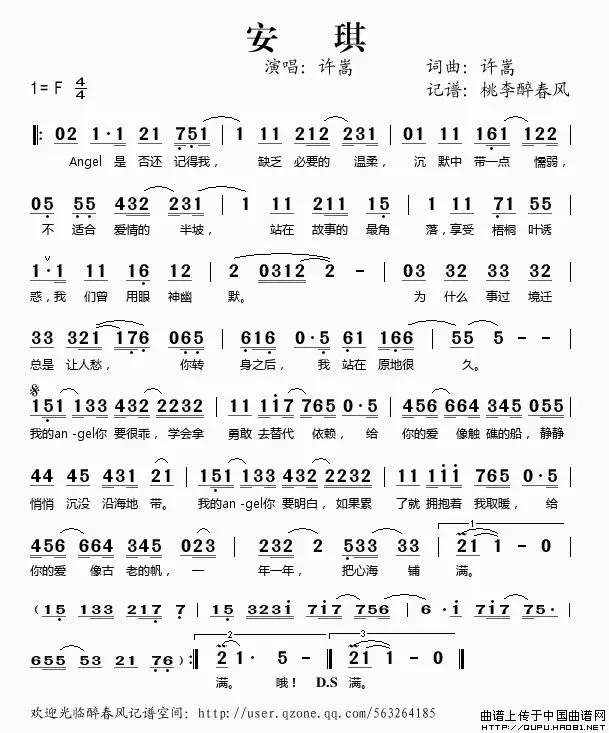 安 琪
演唱：许嵩 词曲：许嵩
1= F 4/4 记谱：桃李醉春风
02 1·1 21 751 | 1 11 212 231 | 01 11 161 122 |
Angel 是 否还 记得我， 缺乏 必要的 温柔， 沉 默中 带一点 懦弱，
05 55 432 231 | 1 11 211 15 | 1 11 71 55 |
不 适合 爱情的 半坡， 站在 故事的 最角 落，享受 梧桐 叶诱
1·1 11 16 12 | 2 0312 2 - | 03 32 33 32 |
惑，我 们曾 用眼 神幽 默。 为 什么 事过 境迁
33 321 176 065 | 616 0·5 61 166 | 55 5 - - |
总是 让人愁， 你转 身之后， 我 站在 原地很 久。
151 133 432 2232 | 11 117 765 0·5 | 456 664 345 055 |
我的an-gel你 要很乖，学会拿 勇敢 去替代 依赖，给 你的爱 像触 礁的船，静静
44 45 431 21 | 151 133 432 2232 | 11 111 765 0·5 |
悄悄 沉没 沿海地 带。 我的an-gel你 要明白，如果累 了就 拥抱着 我取暖，给
456 664 345 023 | 232 2 533 33 | 1 21 1 - 0 |
你的爱 像古 老的帆，一 年一年， 把心海 铺 满。
（15 133 217 7 | 15 323i 7i7 756 | 6 · i 7i7 75· |
655 53 21 76）:‖ 2 2 1· 5 - :‖ 3 21 1 - 0 ‖
满。 哦！ D.S 满。
欢迎光临醉春风记谱空间：http://user.qzone.qq.com/563264185
曲谱上传于中国曲谱网
http://QUPU.HAO81.NET